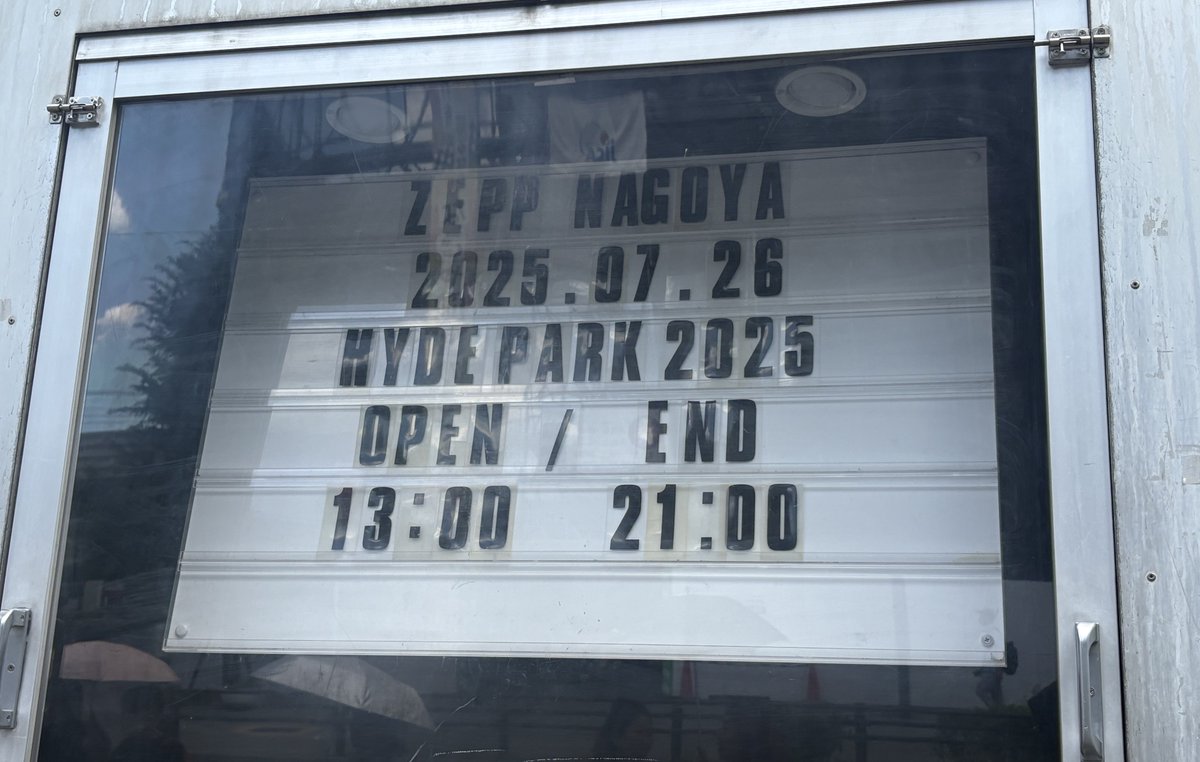 ZEPP NAGOYA
2025.07.26
HYDE PARK 2025
OPEN / END
13:00 21:00